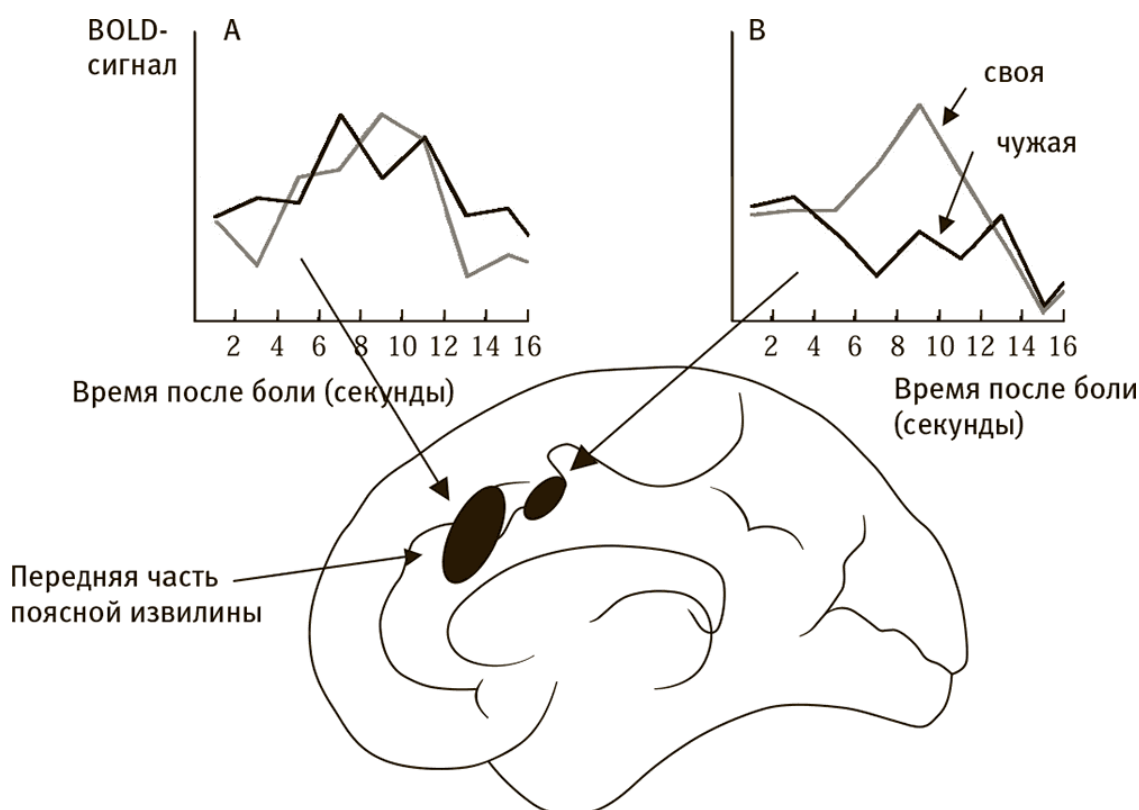 BOLD-
сигнал
A
B
своя
чужая
2 4 6 8 10 12 14 16
2 4 6 8 10 12 14 16
Время после боли (секунды)
Время после боли
(секунды)
Передняя часть
поясной извилины